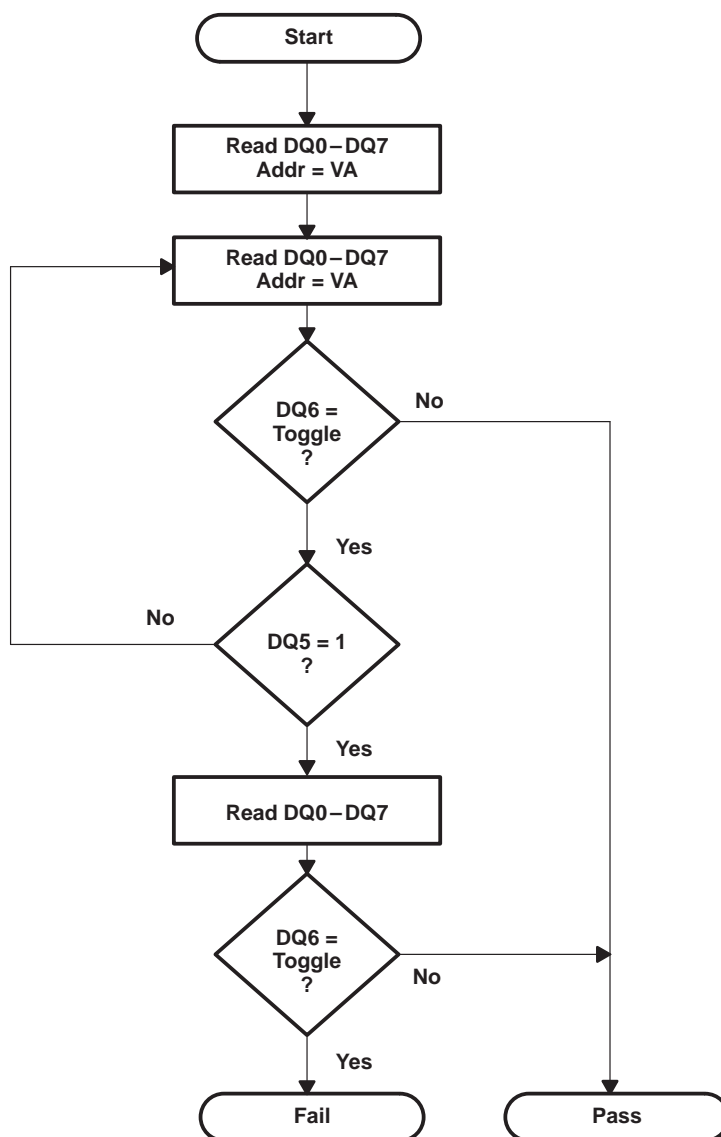 Start
Read DQ0–DQ7
Addr = VA
Read DQ0–DQ7
Addr = VA
DQ6 =
Toggle
?
No
Yes
DQ5 = 1
?
No
Yes
Read DQ0–DQ7
DQ6 =
Toggle
?
No
Yes
Fail
Pass